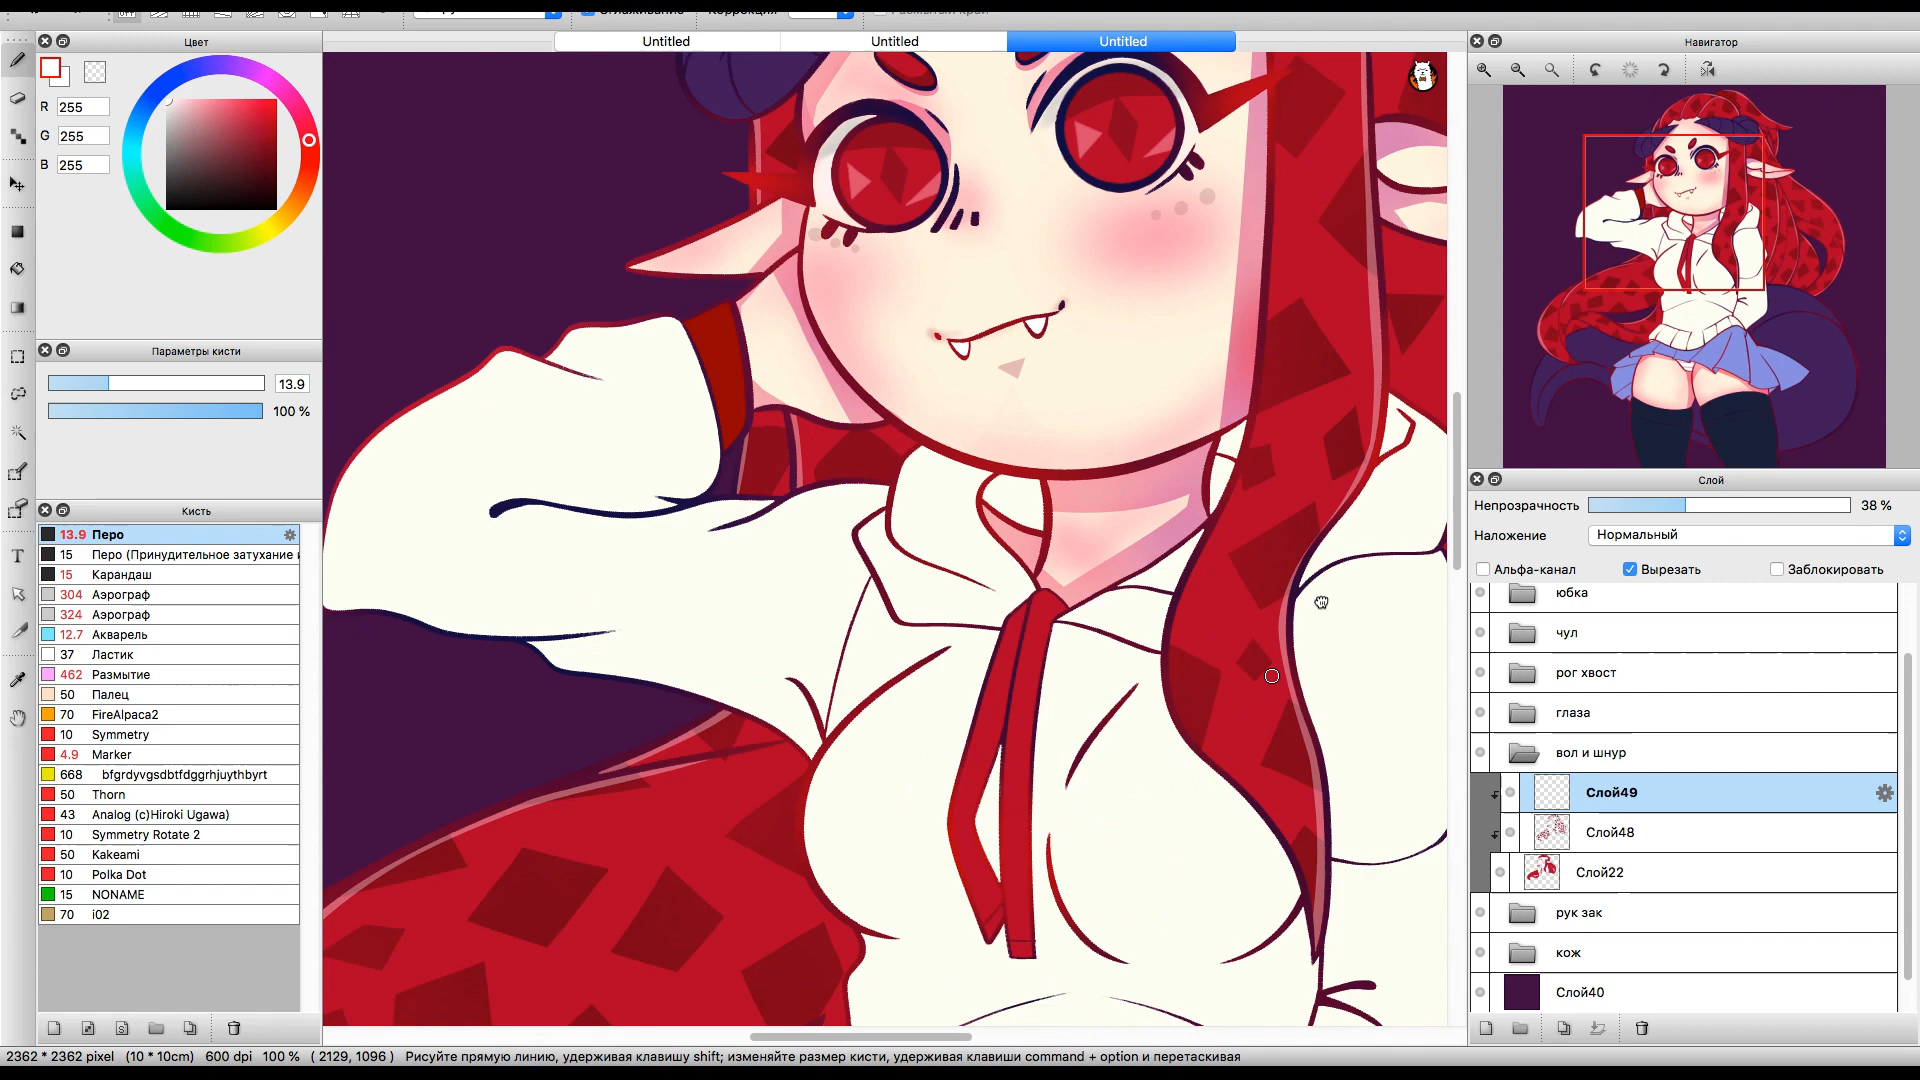 Сглаживание
Коррекция
Размытый край
Untitled
Untitled
Untitled
Цвет
R 255
G 255
B 255
Параметры кисти
13.9
100 %
Кисть
13.9 Перо
15 Перо (Принудительное затухание и
15 Карандаш
304 Аэрограф
324 Аэрограф
12.7 Акварель
37 Ластик
462 Размытие
50 Палец
70 FireAlpaca2
10 Symmetry
4.9 Marker
668 bfgrdyvgsdbtfdggrhjuythbyrt
50 Thorn
43 Analog (c)Hiroki Ugawa)
10 Symmetry Rotate 2
50 Kakeami
10 Polka Dot
15 NONAME
70 i02
Навигатор
Слой
Непрозрачность 38 %
Наложение Нормальный
Альфа-канал Вырезать Заблокировать
юбка
чул
рог хвост
глаза
вол и шнур
Слой49
Слой48
Слой22
рук зак
кож
Слой40
2362 * 2362 pixel (10 * 10cm) 600 dpi 100 % ( 2129, 1096 ) Рисуйте прямую линию, удерживая клавишу shift; изменяйте размер кисти, удерживая клавиши command + option и перетаскивая